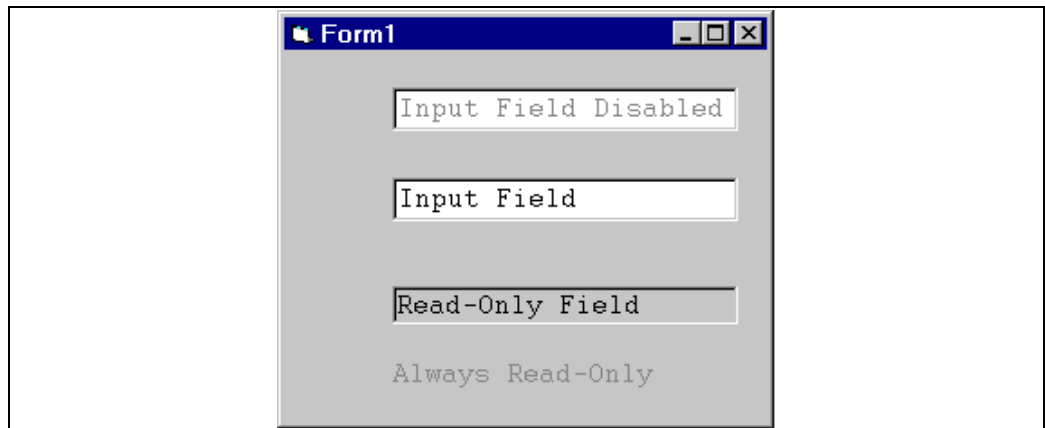 Form1
Input Field Disabled
Input Field
Read-Only Field
Always Read-Only